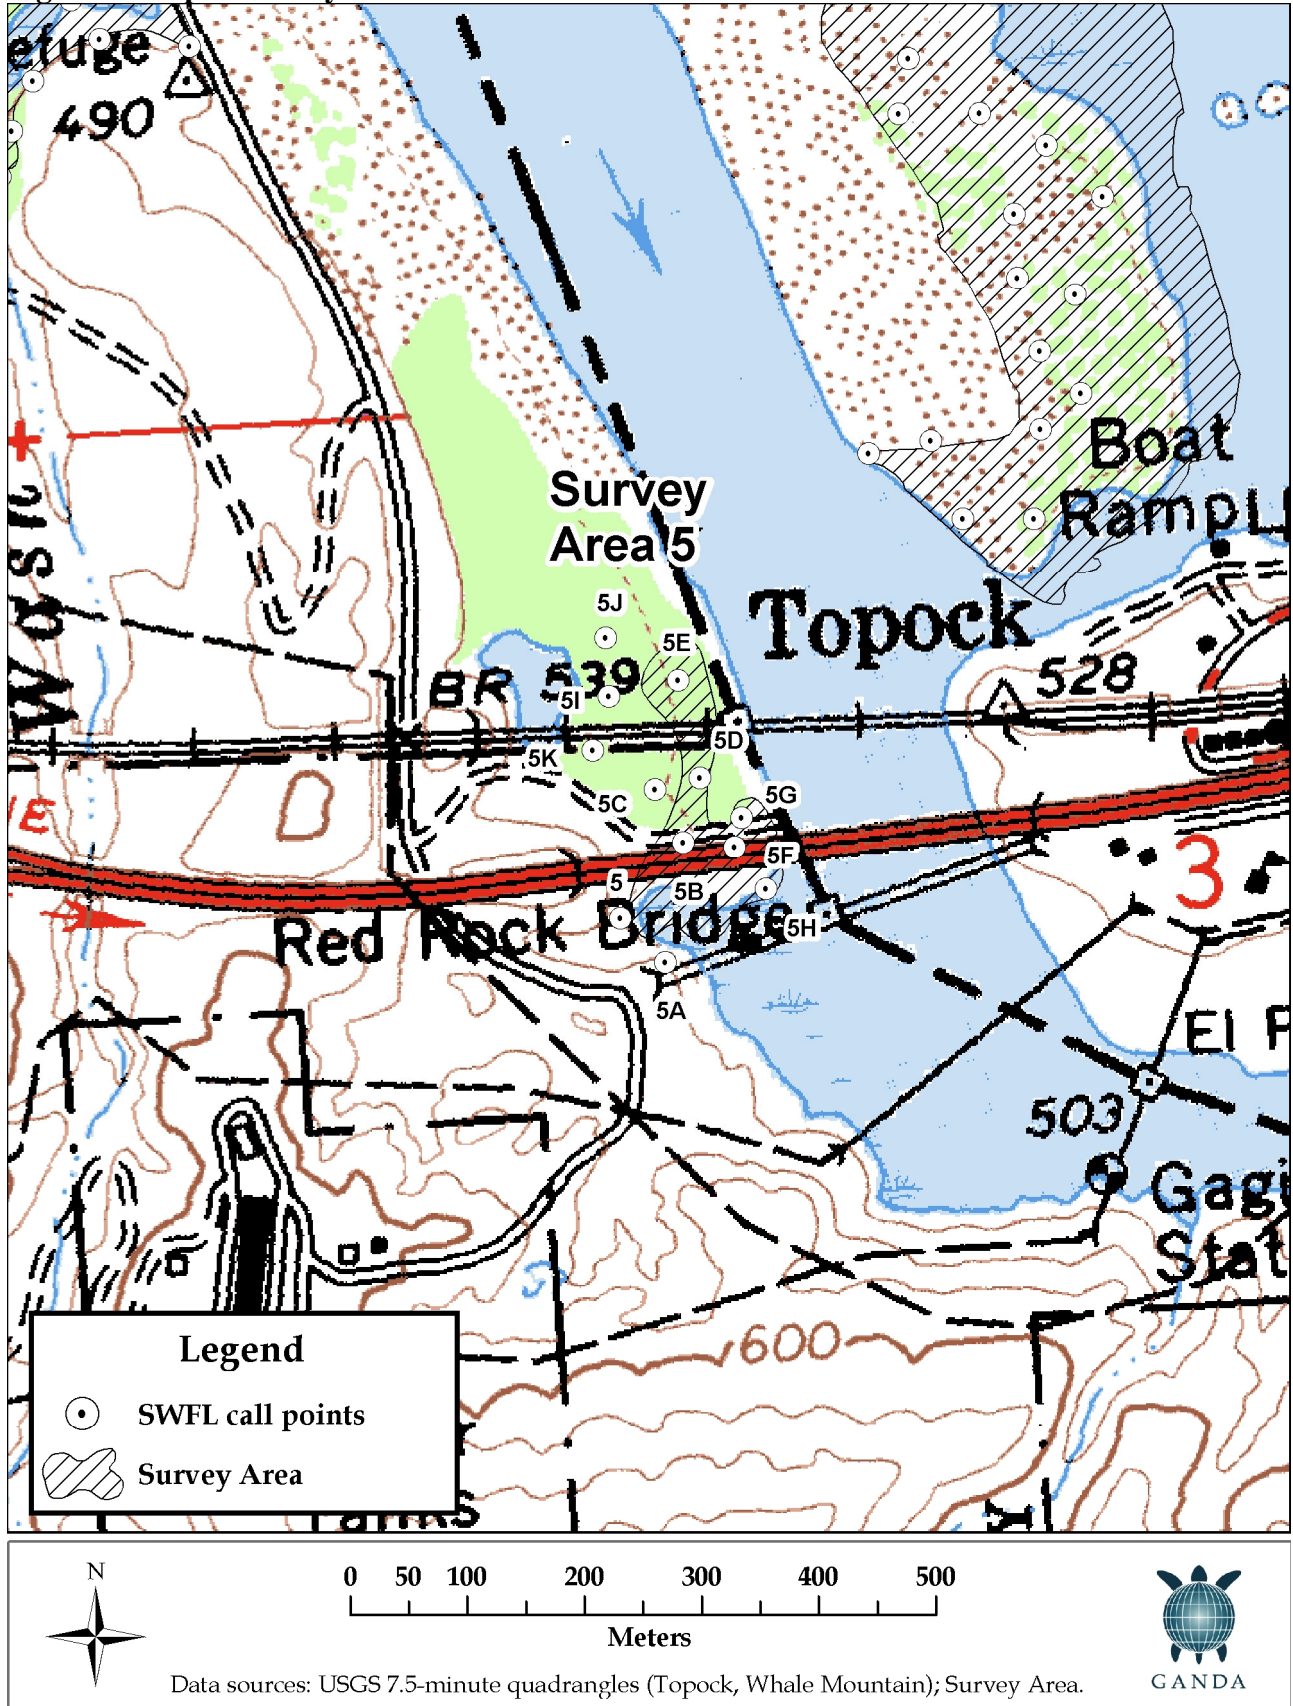 efuge
490
Boat
Ramp
Survey
Area 5
Topock
5J
5E
528
BR 539
5I
5D
5K
5G
5C
5F
3
5
5B
Red Rock Bridge
5H
5A
El P
503
Gagi
Stat
Wash
600
Legend
SWFL call points
Survey Area
N
0 50 100 200 300 400 500
Meters
GANDA
Data sources: USGS 7.5-minute quadrangles (Topock, Whale Mountain); Survey Area.